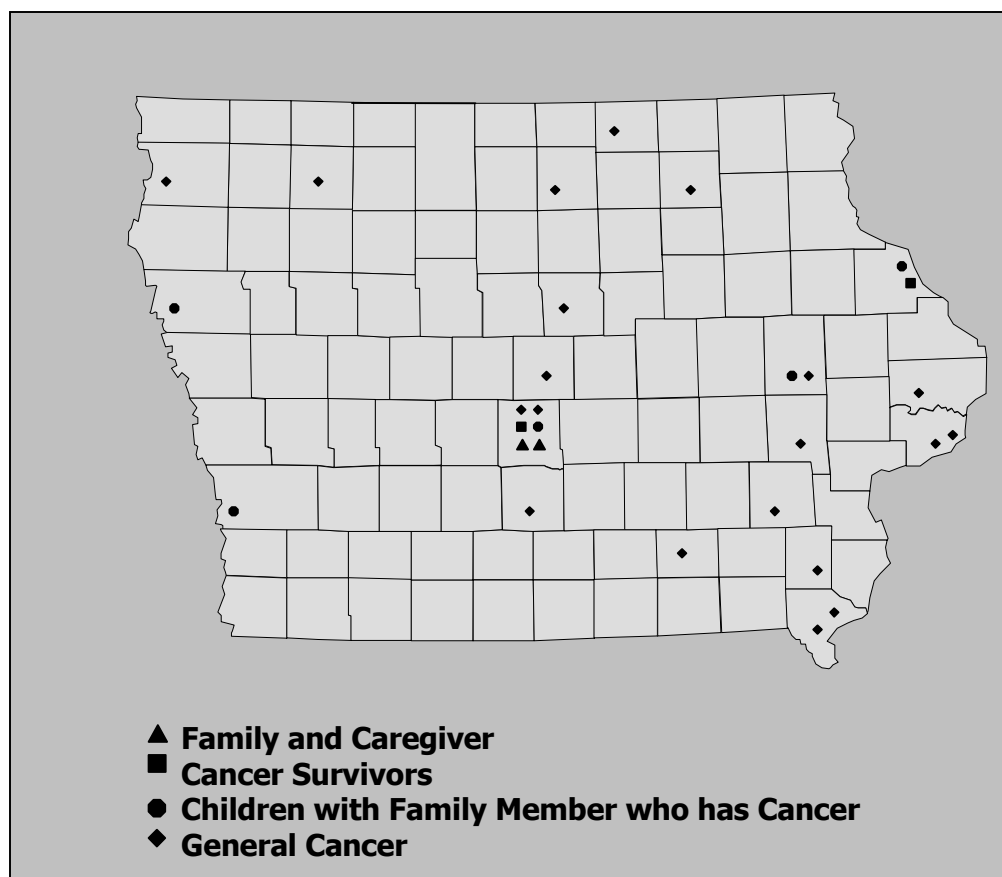 Family and Caregiver
Cancer Survivors
Children with Family Member who has Cancer
General Cancer